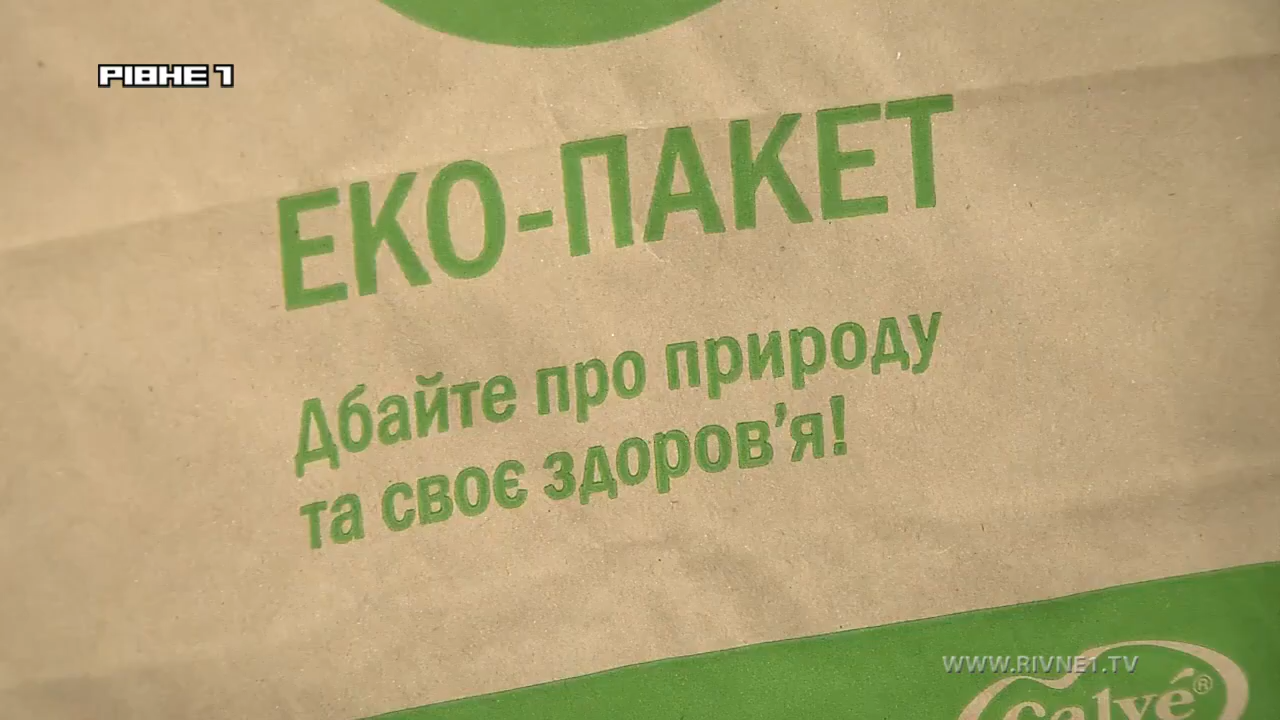 РІВНЕ 1
ЕКО-ПАКЕТ
Дбайте про природу
та своє здоров’я!
WWW.RIVNE1.TV
Calvé®